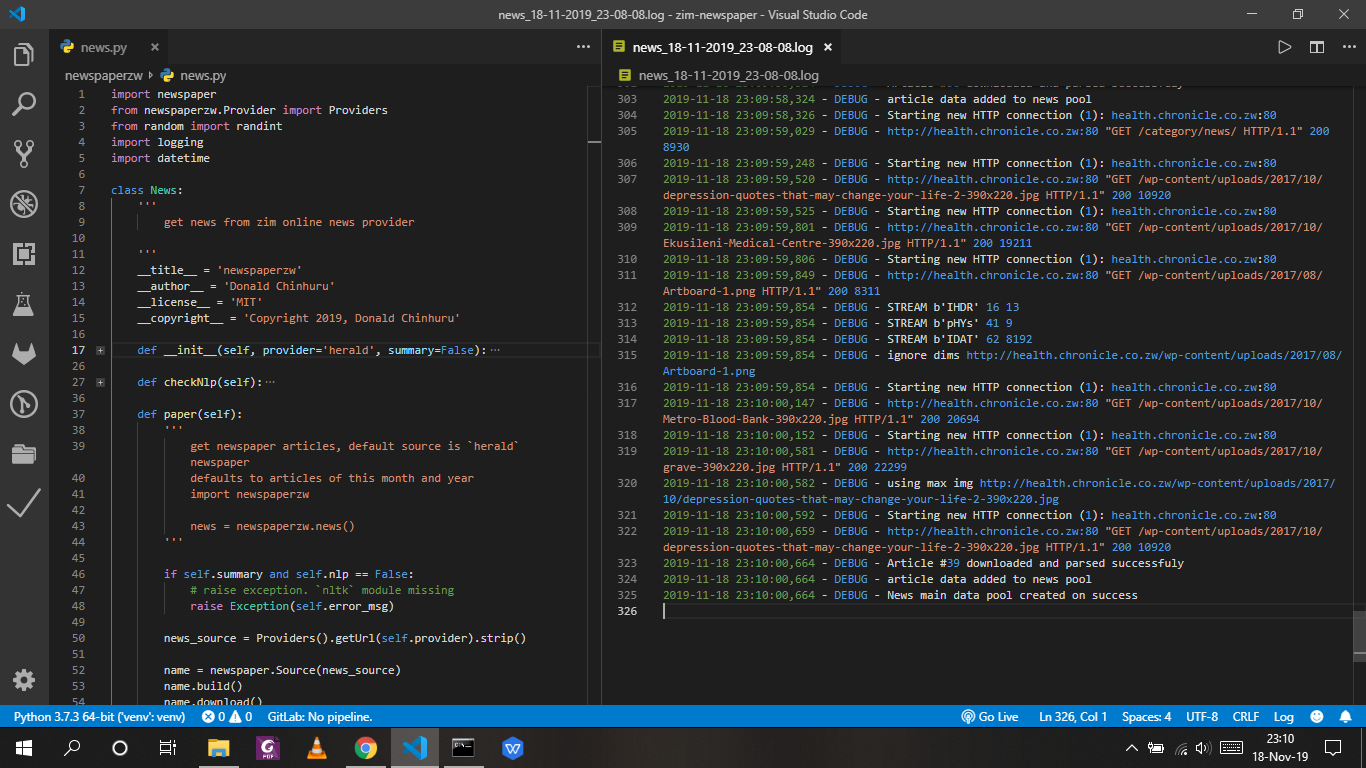 news_18-11-2019_23-08-08.log - zim-newspaper - Visual Studio Code
news.py
newspaperzw › news.py
1 import newspaper
2 from newspaperzw.Provider import Providers
3 from random import randint
4 import logging
5 import datetime
6
7 class News:
8 '''
9 get news from zim online news provider
10
11 '''
12 __title__ = 'newspaperzw'
13 __author__ = 'Donald Chinhuru'
14 __license__ = 'MIT'
15 __copyright__ = 'Copyright 2019, Donald Chinhuru'
16
17 def __init__(self, provider='herald', summary=False): ···
26
27 def checkNlp(self): ···
36
37 def paper(self):
38 '''
39 get newspaper articles, default source is `herald`
newspaper
40 defaults to articles of this month and year
41 import newspaperzw
42
43 news = newspaperzw.news()
44 '''
45
46 if self.summary and self.nlp == False:
47 # raise exception. `nltk` module missing
48 raise Exception(self.error_msg)
49
50 news_source = Providers().getUrl(self.provider).strip()
51
52 name = newspaper.Source(news_source)
53 name.build()
54 name.download()
news_18-11-2019_23-08-08.log
news_18-11-2019_23-08-08.log
303 2019-11-18 23:09:58,324 - DEBUG - article data added to news pool
304 2019-11-18 23:09:58,326 - DEBUG - Starting new HTTP connection (1): health.chronicle.co.zw:80
305 2019-11-18 23:09:59,029 - DEBUG - http://health.chronicle.co.zw:80 "GET /category/news/ HTTP/1.1" 200
8930
306 2019-11-18 23:09:59,248 - DEBUG - Starting new HTTP connection (1): health.chronicle.co.zw:80
307 2019-11-18 23:09:59,520 - DEBUG - http://health.chronicle.co.zw:80 "GET /wp-content/uploads/2017/10/
depression-quotes-that-may-change-your-life-2-390x220.jpg HTTP/1.1" 200 10920
308 2019-11-18 23:09:59,525 - DEBUG - Starting new HTTP connection (1): health.chronicle.co.zw:80
309 2019-11-18 23:09:59,801 - DEBUG - http://health.chronicle.co.zw:80 "GET /wp-content/uploads/2017/10/
Ekusileni-Medical-Centre-390x220.jpg HTTP/1.1" 200 19211
310 2019-11-18 23:09:59,806 - DEBUG - Starting new HTTP connection (1): health.chronicle.co.zw:80
311 2019-11-18 23:09:59,849 - DEBUG - http://health.chronicle.co.zw:80 "GET /wp-content/uploads/2017/08/
Artboard-1.png HTTP/1.1" 200 8311
312 2019-11-18 23:09:59,854 - DEBUG - STREAM b'IHDR' 16 13
313 2019-11-18 23:09:59,854 - DEBUG - STREAM b'pHYs' 41 9
314 2019-11-18 23:09:59,854 - DEBUG - STREAM b'IDAT' 62 8192
315 2019-11-18 23:09:59,854 - DEBUG - ignore dims http://health.chronicle.co.zw/wp-content/uploads/2017/08/
Artboard-1.png
316 2019-11-18 23:09:59,854 - DEBUG - Starting new HTTP connection (1): health.chronicle.co.zw:80
317 2019-11-18 23:10:00,147 - DEBUG - http://health.chronicle.co.zw:80 "GET /wp-content/uploads/2017/10/
Metro-Blood-Bank-390x220.jpg HTTP/1.1" 200 20694
318 2019-11-18 23:10:00,152 - DEBUG - Starting new HTTP connection (1): health.chronicle.co.zw:80
319 2019-11-18 23:10:00,581 - DEBUG - http://health.chronicle.co.zw:80 "GET /wp-content/uploads/2017/10/
grave-390x220.jpg HTTP/1.1" 200 22299
320 2019-11-18 23:10:00,582 - DEBUG - using max img http://health.chronicle.co.zw/wp-content/uploads/2017/
10/depression-quotes-that-may-change-your-life-2-390x220.jpg
321 2019-11-18 23:10:00,592 - DEBUG - Starting new HTTP connection (1): health.chronicle.co.zw:80
322 2019-11-18 23:10:00,659 - DEBUG - http://health.chronicle.co.zw:80 "GET /wp-content/uploads/2017/10/
depression-quotes-that-may-change-your-life-2-390x220.jpg HTTP/1.1" 200 10920
323 2019-11-18 23:10:00,664 - DEBUG - Article #39 downloaded and parsed successfuly
324 2019-11-18 23:10:00,664 - DEBUG - article data added to news pool
325 2019-11-18 23:10:00,664 - DEBUG - News main data pool created on success
326
Python 3.7.3 64-bit ('venv': venv) 0 0 GitLab: No pipeline. Go Live Ln 326, Col 1 Spaces: 4 UTF-8 CRLF Log
23:10
18-Nov-19